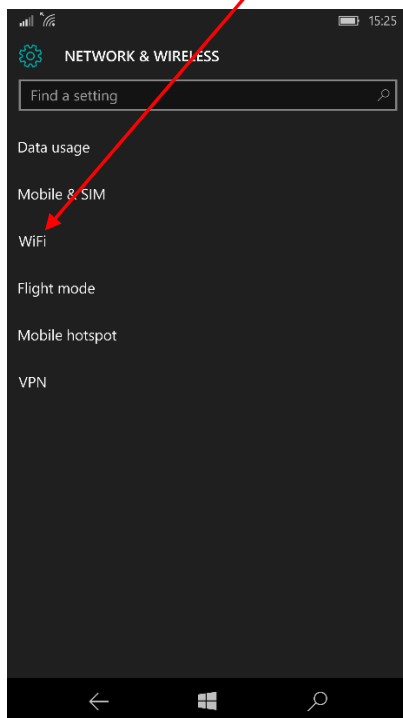 15:25
NETWORK & WIRELESS
Find a setting
Data usage
Mobile & SIM
WiFi
Flight mode
Mobile hotspot
VPN